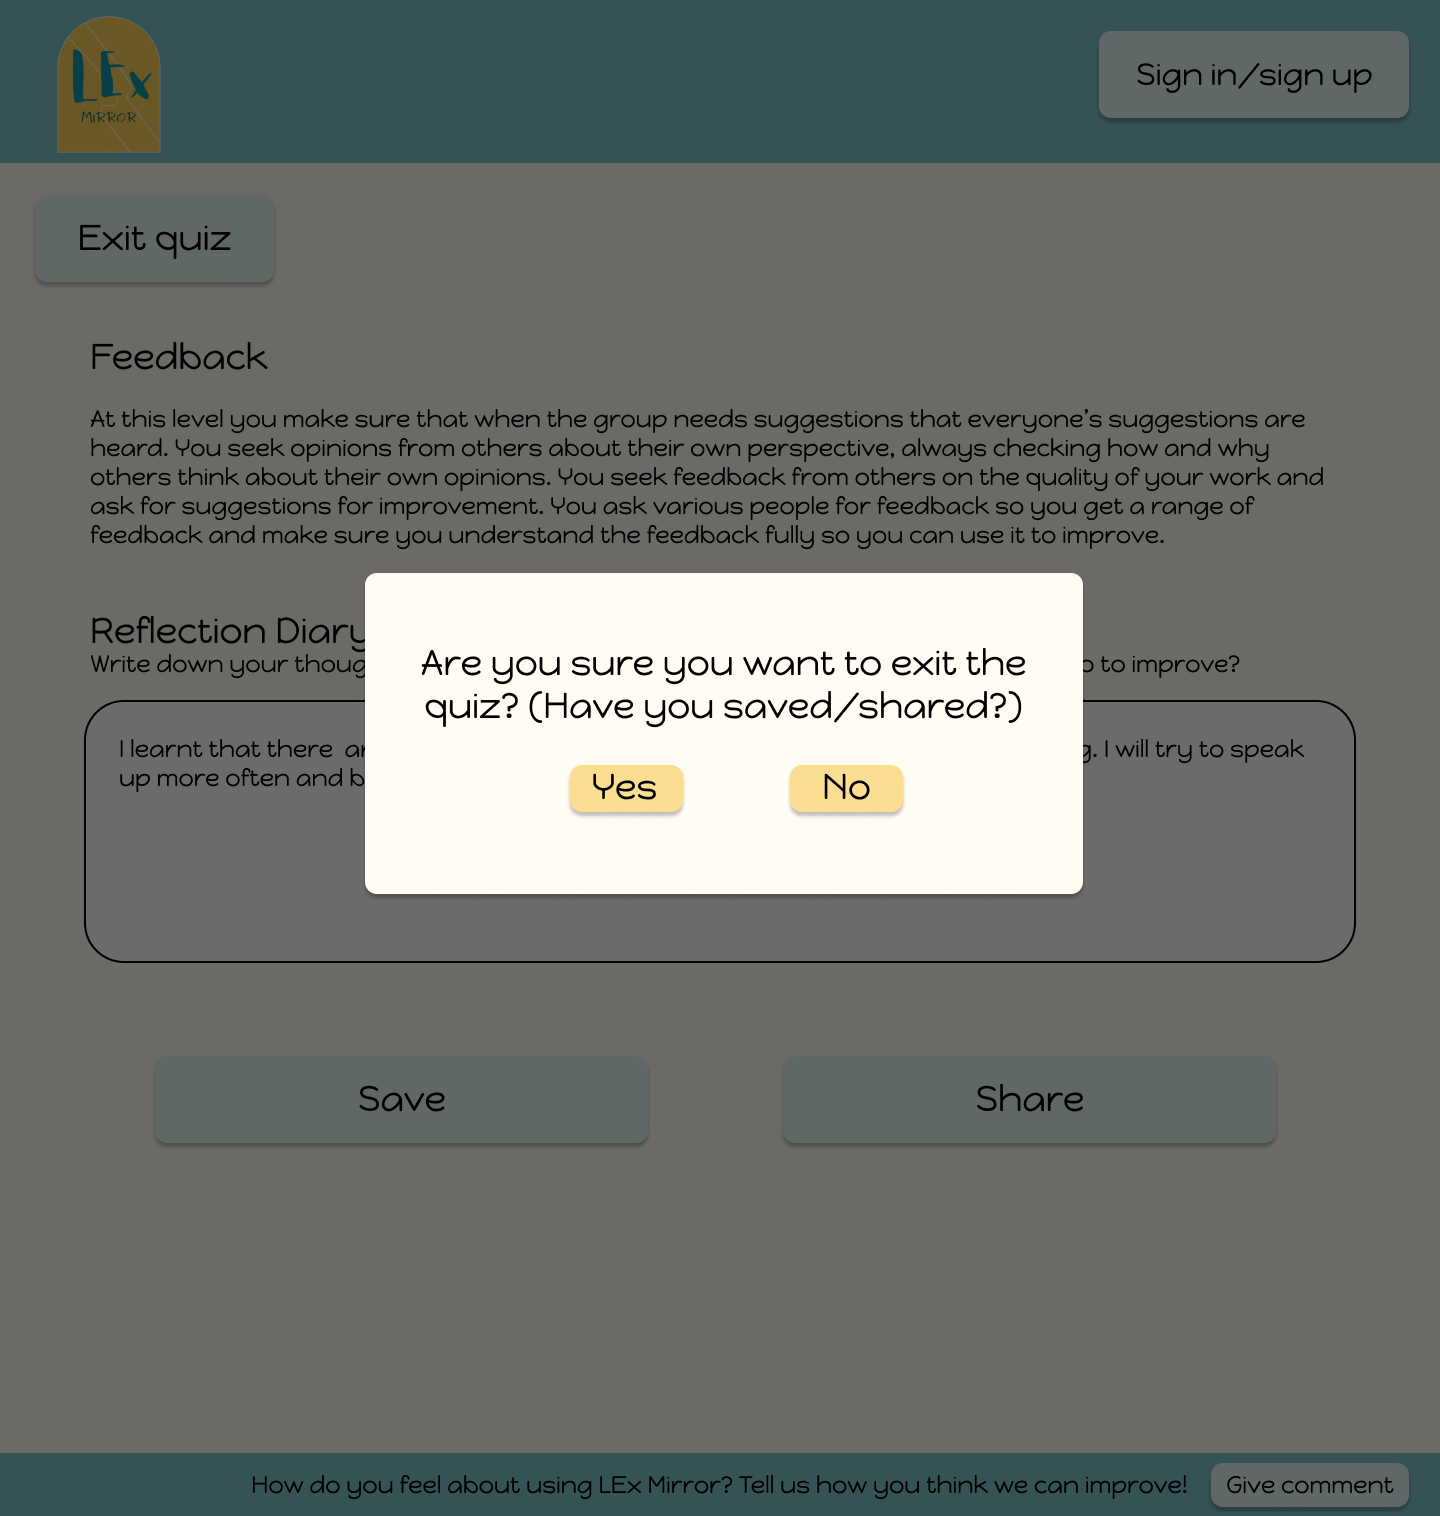 LEx
MIRROR
Sign in/sign up
Exit quiz
Feedback
At this level you make sure that when the group needs suggestions that everyone’s suggestions are
heard. You seek opinions from others about their own perspective, always checking how and why
others think about their own opinions. You seek feedback from others on the quality of your work and
ask for suggestions for improvement. You ask various people for feedback so you get a range of
feedback and make sure you understand the feedback fully so you can use it to improve.
Reflection Diary
Write down your to improve?
Are you sure you want to exit the
quiz? (Have you saved/shared?)
Yes
No
I learnt that there I will try to speak
up more often and
Save
Share
How do you feel about using LEx Mirror? Tell us how you think we can improve!
Give comment